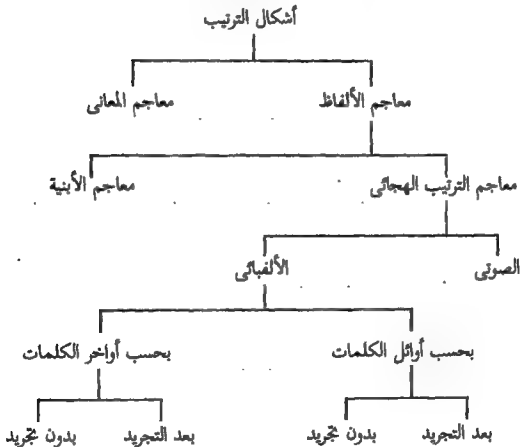 أشكال الترتيب
معاجم الألفاظ معاجم المعانى
معاجم الترتيب الهجائى معاجم الأبنية
الصوتى الألفبائى
بحسب أوائل الكلمات بحسب أواخر الكلمات
بعد التجريد بدون تجريد بعد التجريد بدون تجريد